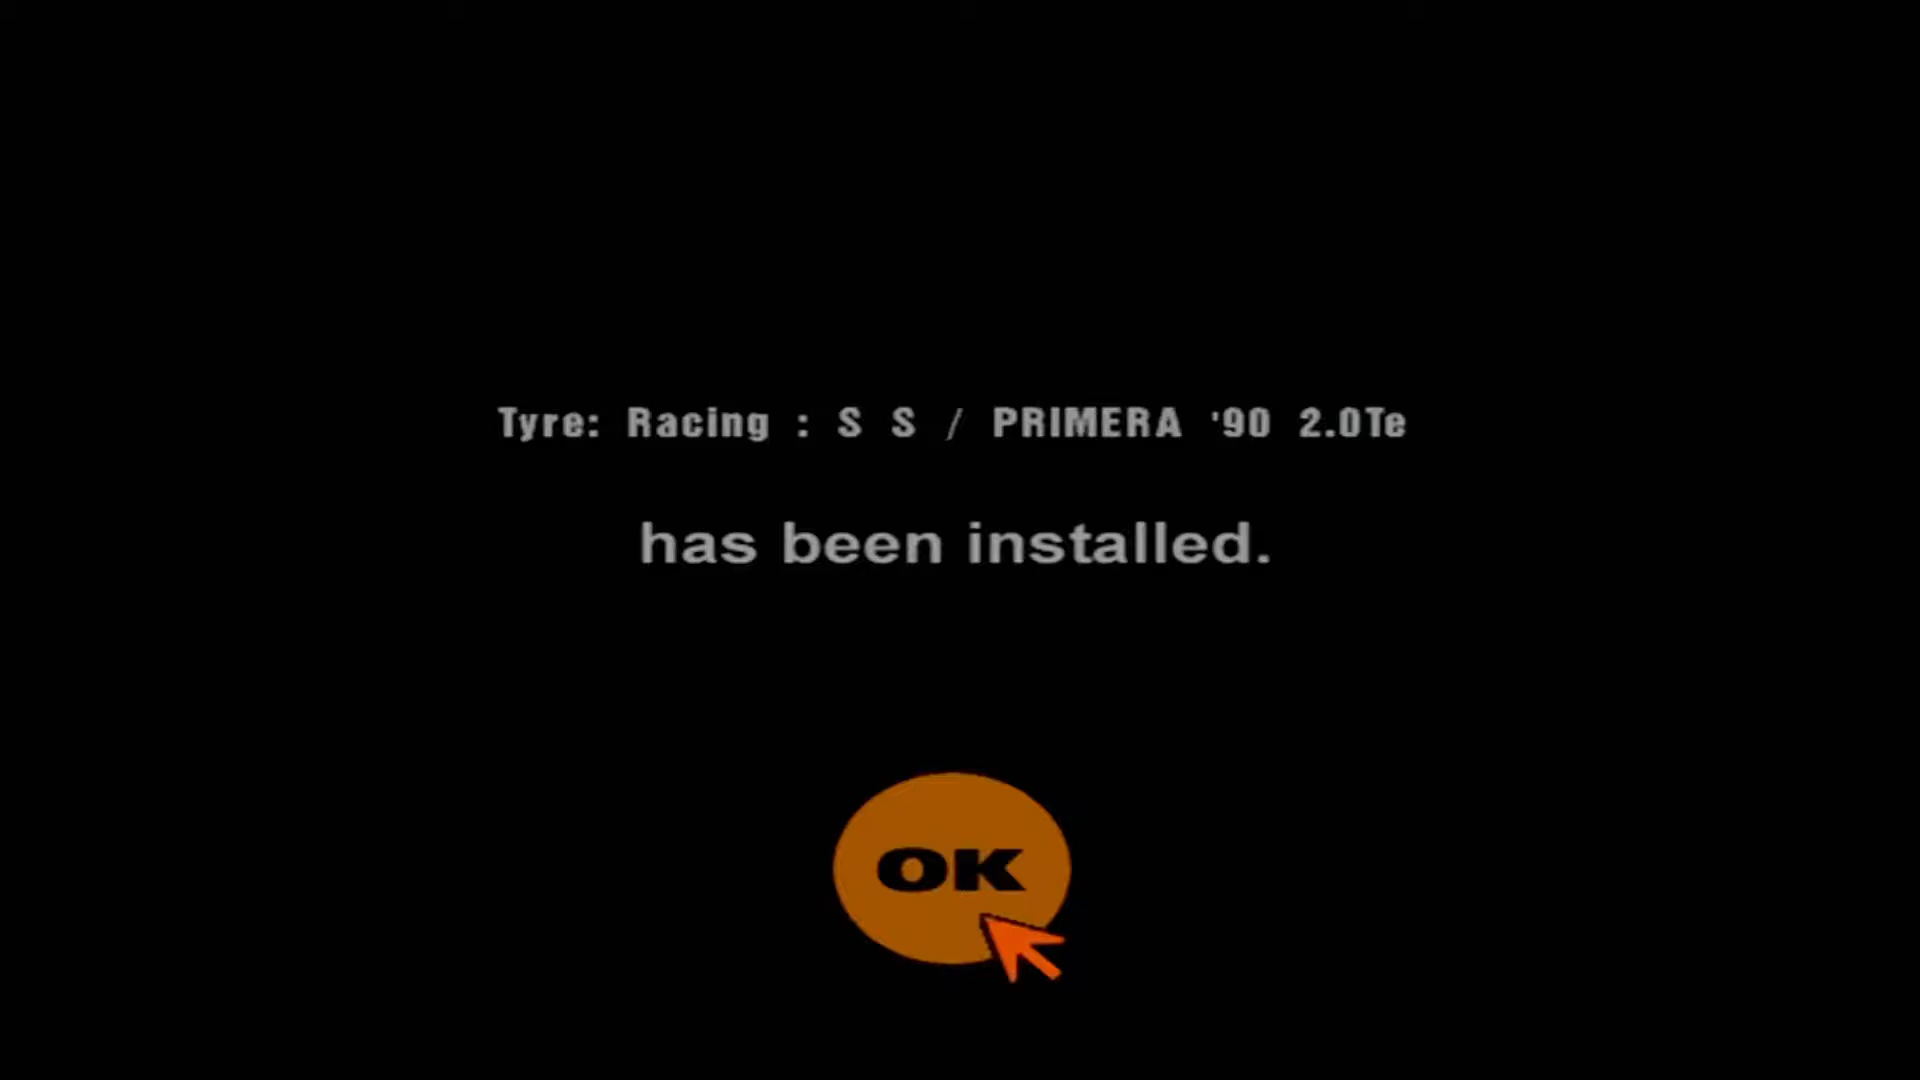 Tyre: Racing : S S / PRIMERA '90 2.0Te
has been installed.
OK